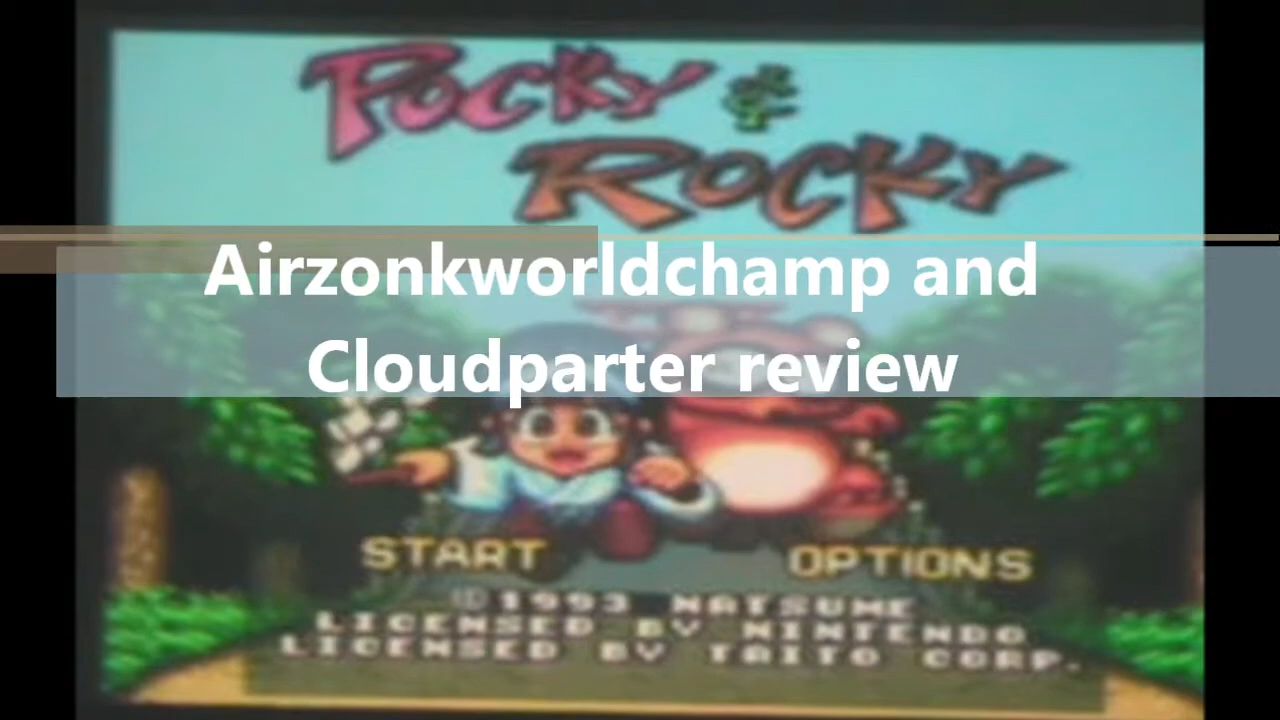 Pocky &
Rocky
Airzonkworldchamp and
Cloudparter review
START OPTIONS
©1993 NATSUME
LICENSED BY NINTENDO
LICENSED BY TAITO CORP.